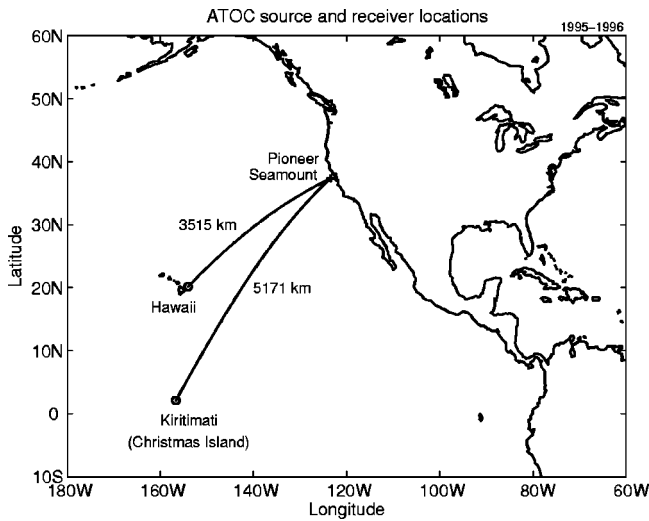 ATOC source and receiver locations
1995–1996
60N
50N
40N
30N
20N
10N
0
10S
Latitude
Pioneer
Seamount
3515 km
5171 km
Hawaii
Kiritimati
(Christmas Island)
180W 160W 140W 120W 100W 80W 60W
Longitude